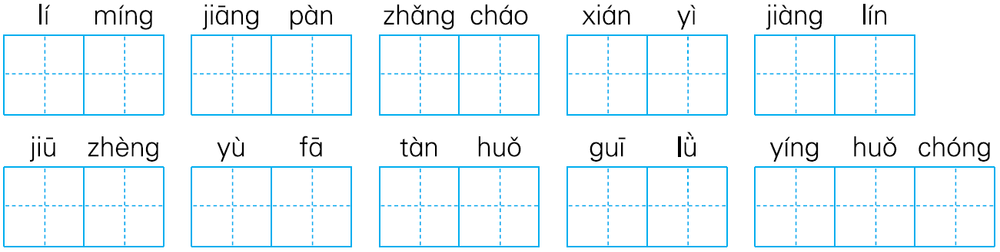 lí míng jiāng pàn zhǎng cháo xián yì jiàng lín
jiū zhèng yù fā tàn huǒ guī lǜ yíng huǒ chóng